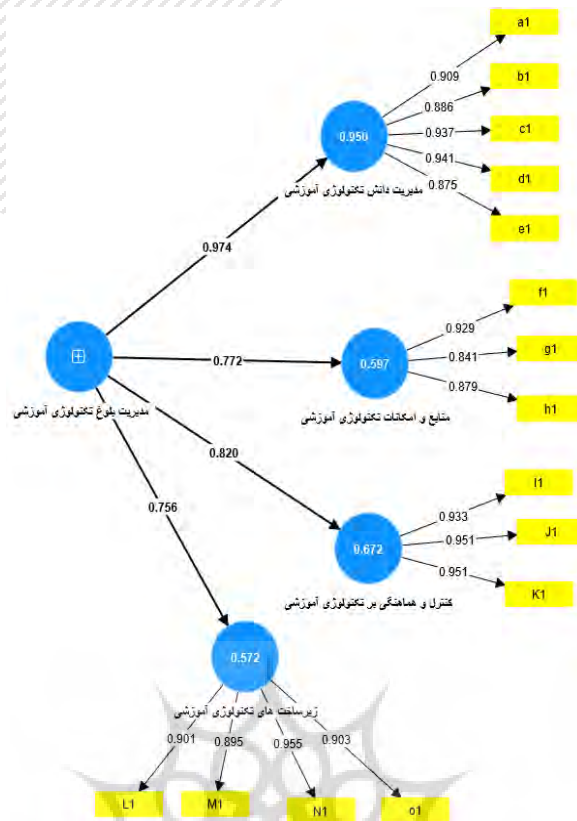 a1
0.909
b1
0.886
0.950
0.937
c1
0.941
d1
0.875
e1
مدیریت دانش تکنولوژی آموزشی
0.974
f1
0.929
0.772
0.597
0.841
g1
0.879
h1
مدیریت بلوغ تکنولوژی آموزشی
منابع و امکانات تکنولوژی آموزشی
0.820
I1
0.933
0.756
0.672
0.951
J1
0.951
K1
کنترل و هماهنگی بر تکنولوژی آموزشی
0.572
زیرساخت های تکنولوژی آموزشی
0.901
0.895
0.955
0.903
L1
M1
N1
o1